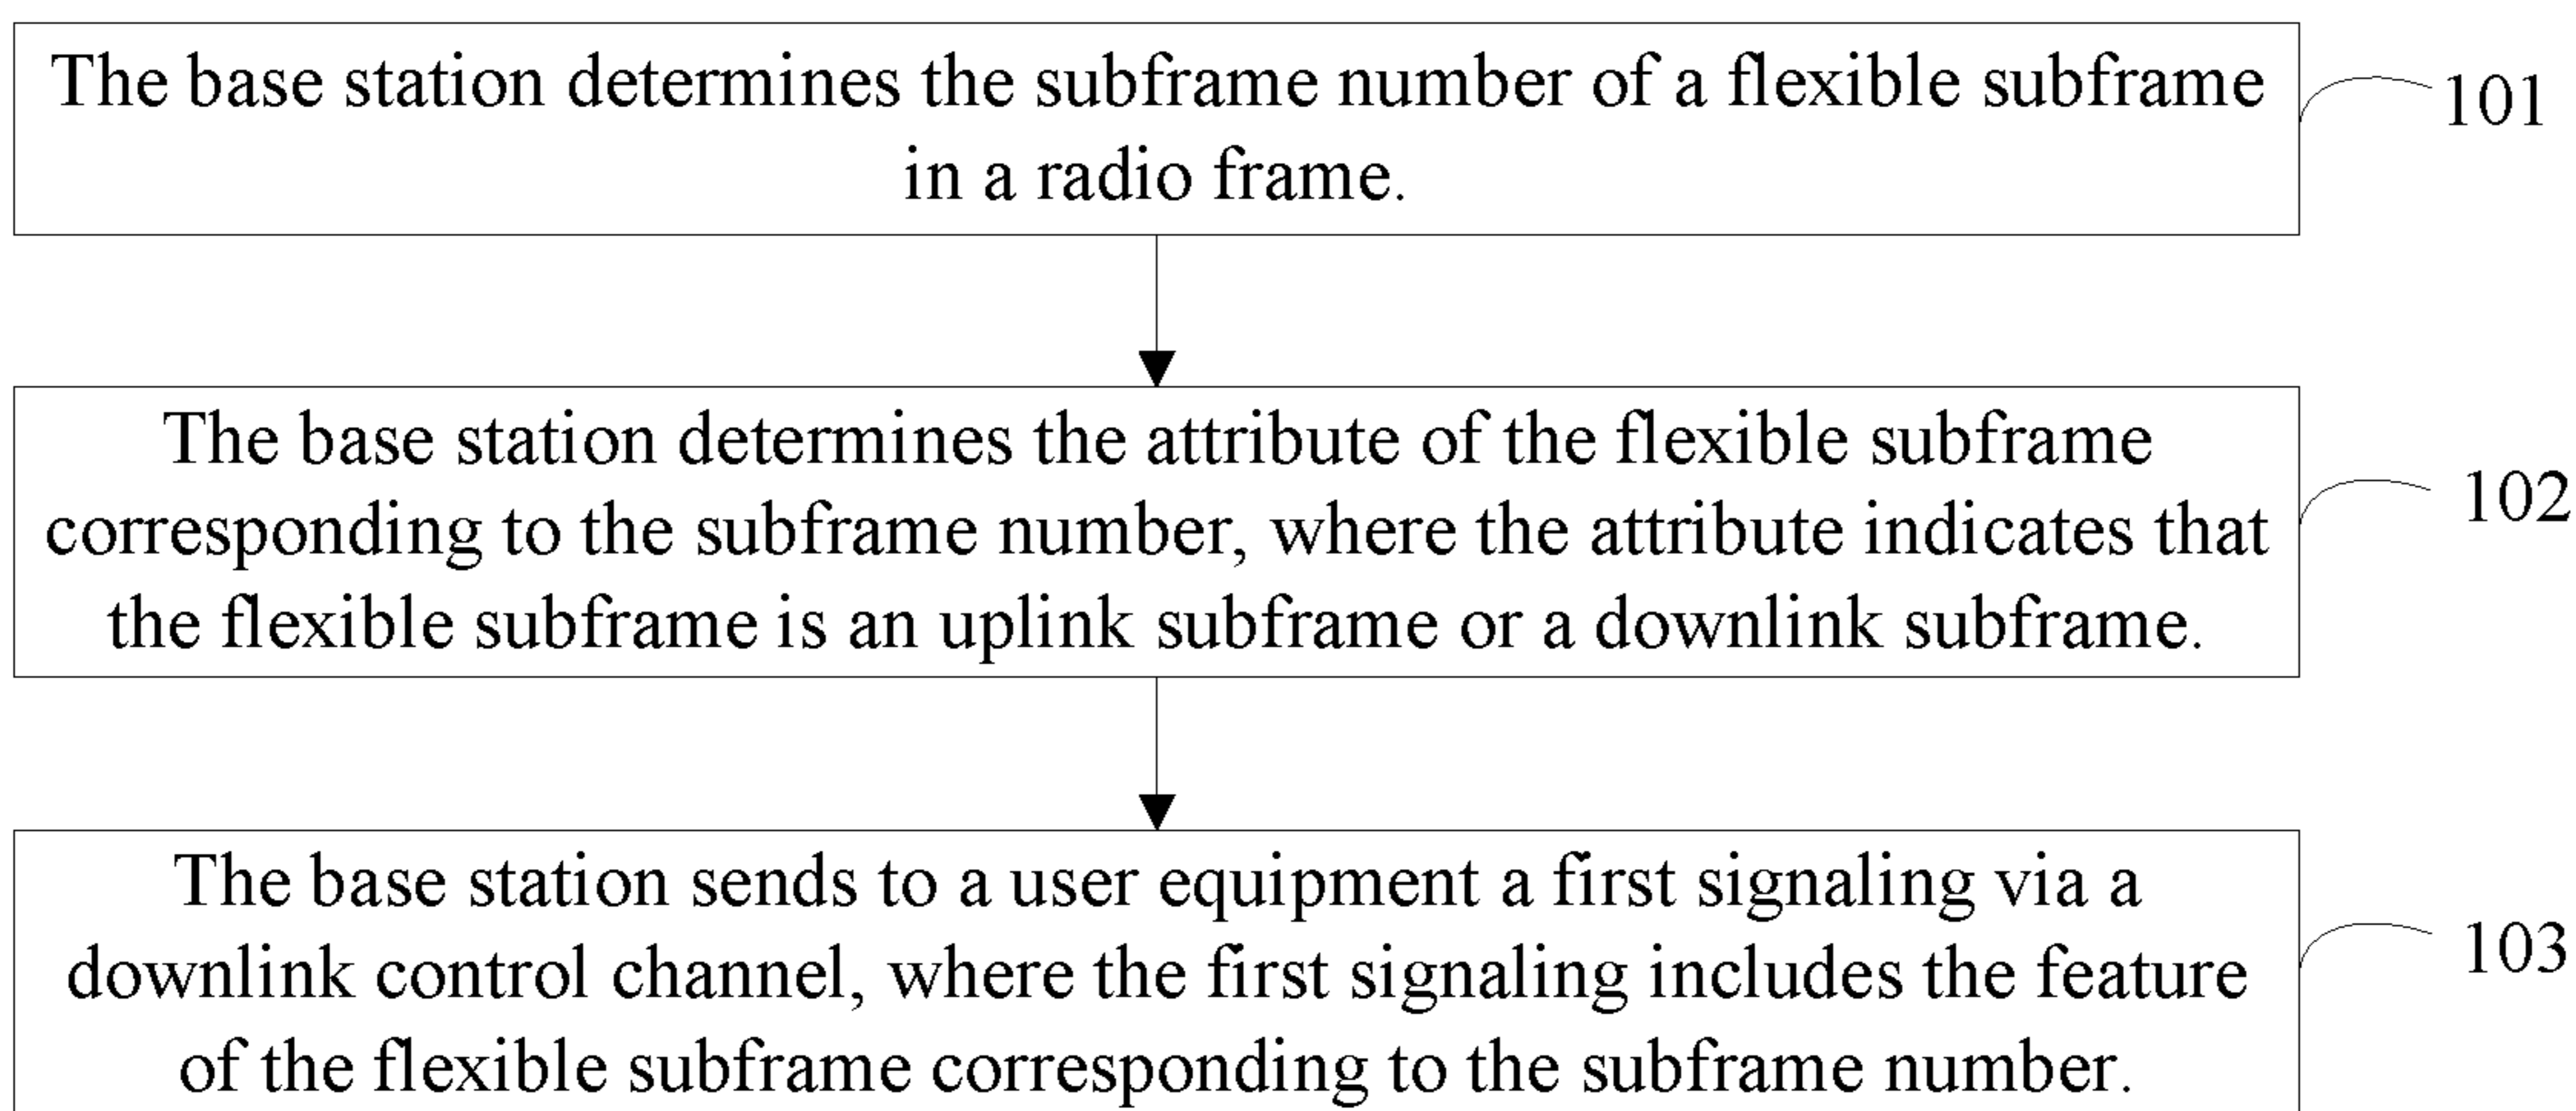 The base station determines the subframe number of a flexible subframe
in a radio frame.
101
The base station determines the attribute of the flexible subframe
corresponding to the subframe number, where the attribute indicates that
the flexible subframe is an uplink subframe or a downlink subframe.
102
The base station sends to a user equipment a first signaling via a
downlink control channel, where the first signaling includes the feature
of the flexible subframe corresponding to the subframe number.
103